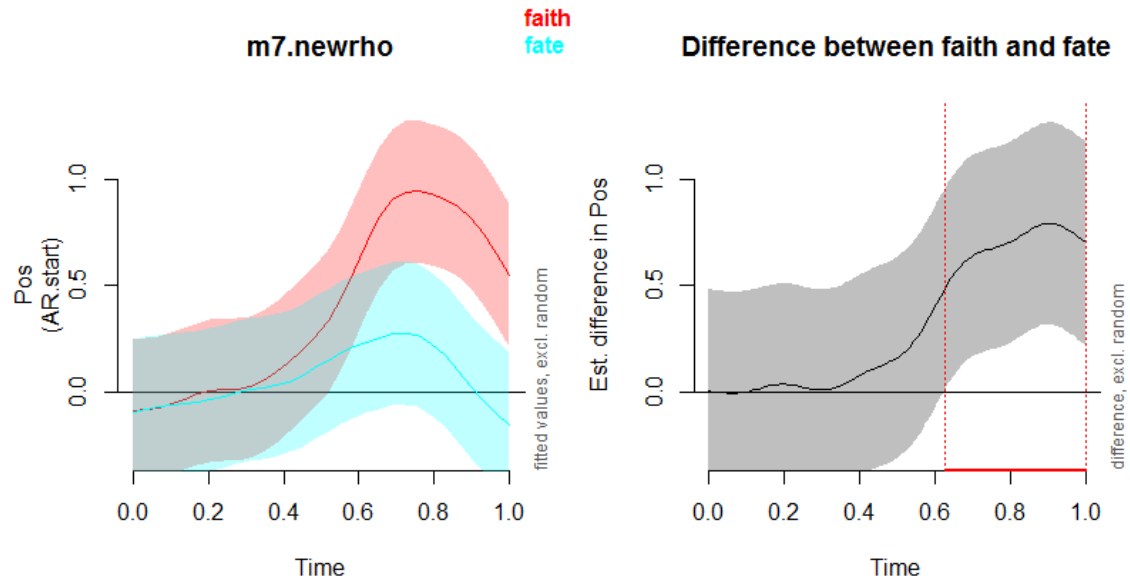 m7.newrho
faith
fate
Pos
(AR.start)
1.0
0.5
0.0
0.0 0.2 0.4 0.6 0.8 1.0
Time
fitted values, excl. random
Difference between faith and fate
Est. difference in Pos
1.0
0.5
0.0
0.0 0.2 0.4 0.6 0.8 1.0
Time
difference, excl. random